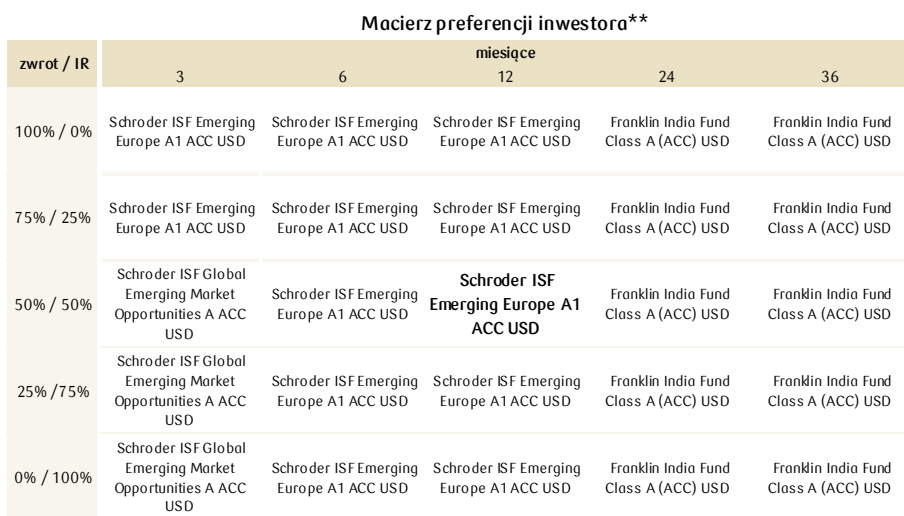 Macierz preferencji inwestora**
zwrot / IR
miesiące
3 6 12 24 36
100% / 0%
Schroder ISF Emerging
Europe A1 ACC USD
Schroder ISF Emerging
Europe A1 ACC USD
Schroder ISF Emerging
Europe A1 ACC USD
Franklin India Fund
Class A (ACC) USD
Franklin India Fund
Class A (ACC) USD
75% / 25%
Schroder ISF Emerging
Europe A1 ACC USD
Schroder ISF Emerging
Europe A1 ACC USD
Schroder ISF Emerging
Europe A1 ACC USD
Franklin India Fund
Class A (ACC) USD
Franklin India Fund
Class A (ACC) USD
50% / 50%
Schroder ISF Global
Emerging Market
Opportunities A ACC
USD
Schroder ISF Emerging
Europe A1 ACC USD
Schroder ISF
Emerging Europe A1
ACC USD
Franklin India Fund
Class A (ACC) USD
Franklin India Fund
Class A (ACC) USD
25% /75%
Schroder ISF Global
Emerging Market
Opportunities A ACC
USD
Schroder ISF Emerging
Europe A1 ACC USD
Schroder ISF Emerging
Europe A1 ACC USD
Franklin India Fund
Class A (ACC) USD
Franklin India Fund
Class A (ACC) USD
0% / 100%
Schroder ISF Global
Emerging Market
Opportunities A ACC
USD
Schroder ISF Emerging
Europe A1 ACC USD
Schroder ISF Emerging
Europe A1 ACC USD
Franklin India Fund
Class A (ACC) USD
Franklin India Fund
Class A (ACC) USD